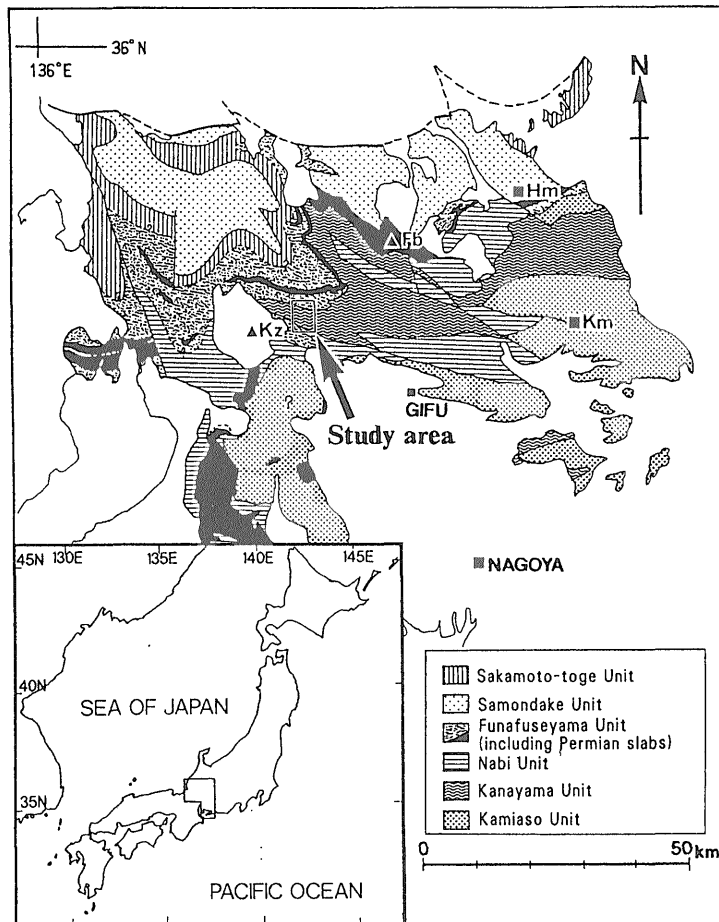 36°N
136°E
N
Hm
Fb
Kz
Km
GIFU
Study area
NAGOYA
130E 135E 140E 145E
45N
40N
35N
SEA OF JAPAN
PACIFIC OCEAN
Sakamoto-toge Unit
Samondake Unit
Funafuseyama Unit
(including Permian slabs)
Nabi Unit
Kanayama Unit
Kamiaso Unit
0 50 km